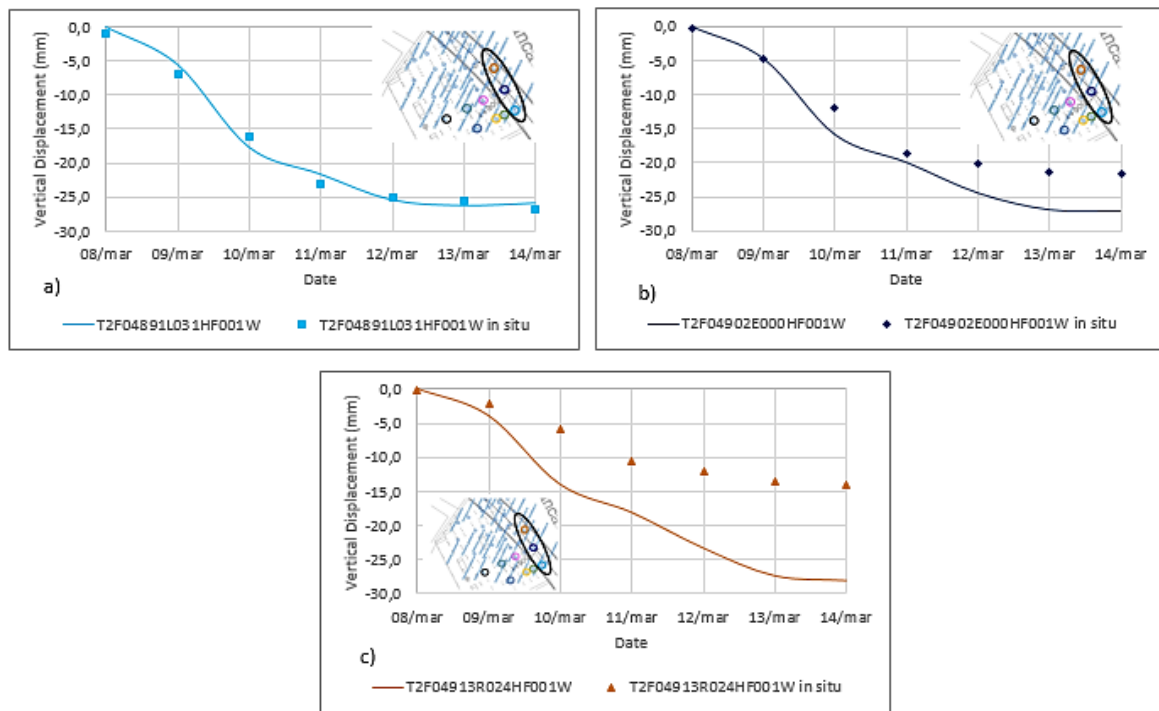 0,0
-5,0
-10,0
-15,0
-20,0
-25,0
-30,0
Vertical Displacement (mm)
08/mar 09/mar 10/mar 11/mar 12/mar 13/mar 14/mar
Date
a)
T2F04891L031HF001W T2F04891L031HF001W in situ
0,0
-5,0
-10,0
-15,0
-20,0
-25,0
-30,0
Vertical Displacement (mm)
08/mar 09/mar 10/mar 11/mar 12/mar 13/mar 14/mar
Date
b)
T2F04902E000HF001W T2F04902E000HF001W in situ
0,0
-5,0
-10,0
-15,0
-20,0
-25,0
-30,0
Vertical Displacement (mm)
08/mar 09/mar 10/mar 11/mar 12/mar 13/mar 14/mar
Date
c)
T2F04913R024HF001W T2F04913R024HF001W in situ